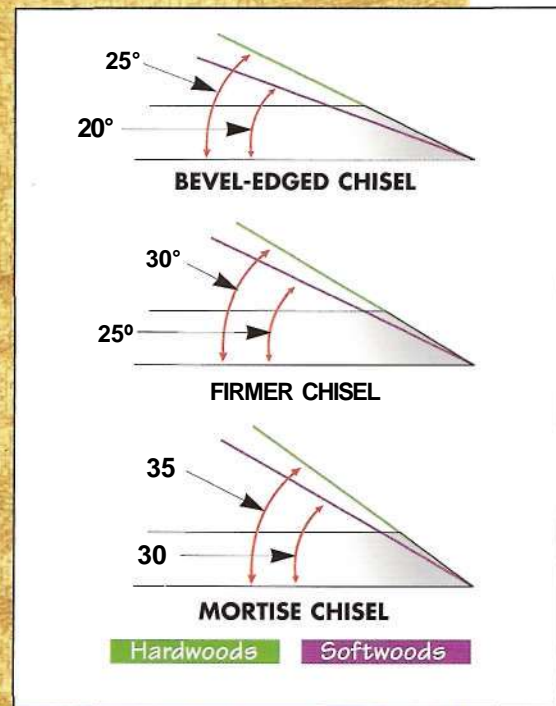 25°
20°
BEVEL-EDGED CHISEL
30°
25º
FIRMER CHISEL
35
30
MORTISE CHISEL
Hardwoods Softwoods